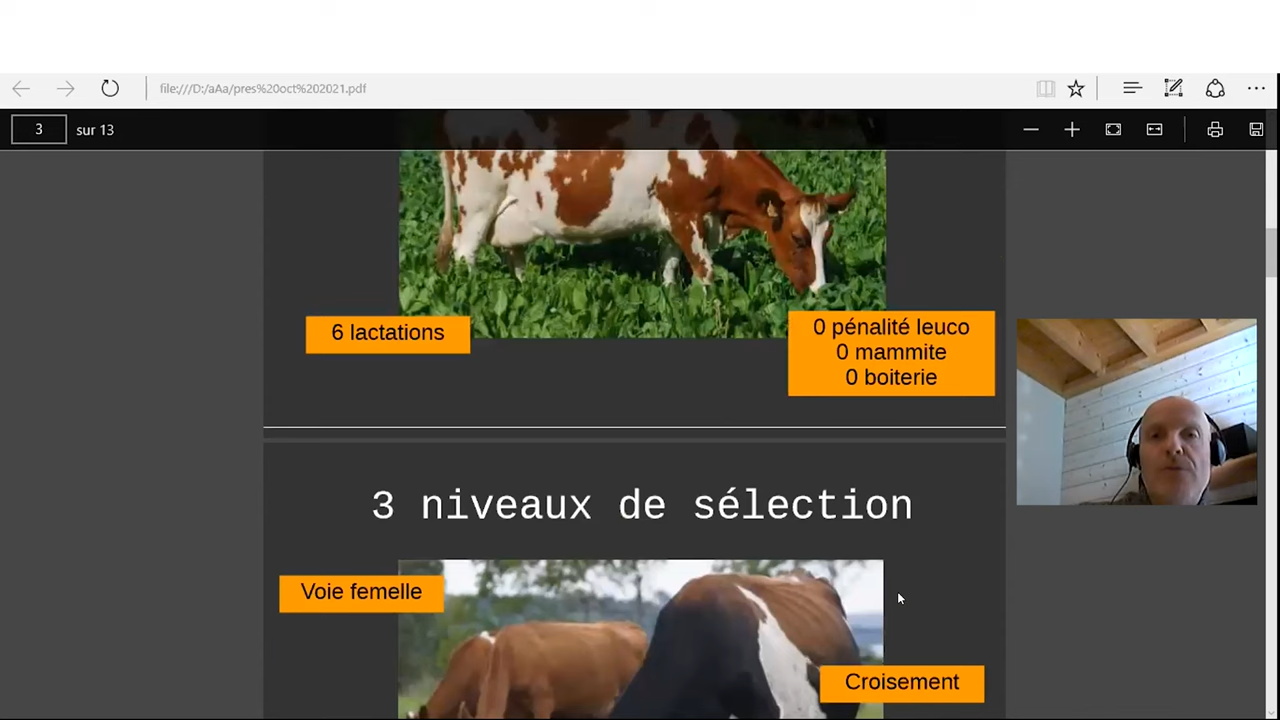 file:///D:/aAa/pres%20oct%202021.pdf
3 sur 13
6 lactations
0 pénalité leuco
0 mammite
0 boiterie
3 niveaux de sélection
Voie femelle
Croisement